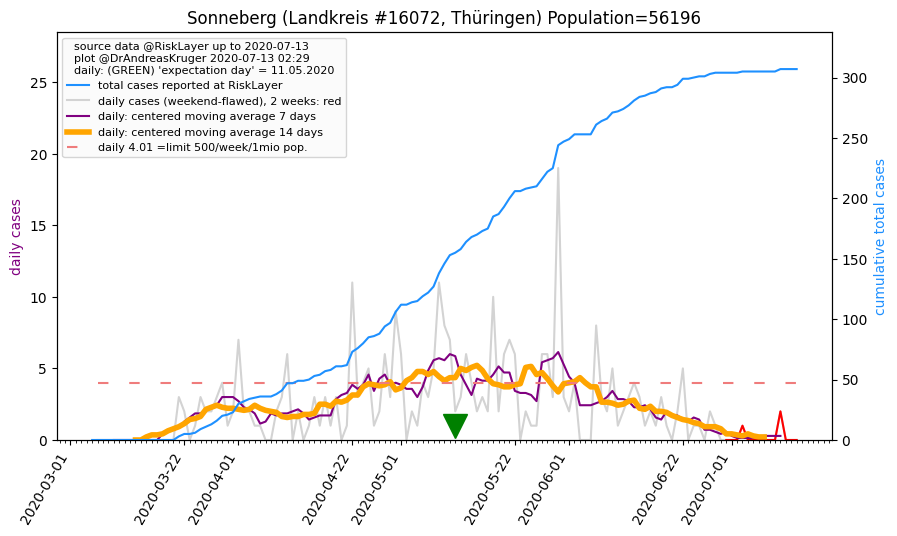 Sonneberg (Landkreis #16072, Thüringen) Population=56196
source data @RiskLayer up to 2020-07-13
plot @DrAndreasKruger 2020-07-13 02:29
daily: (GREEN) 'expectation day' = 11.05.2020
total cases reported at RiskLayer
daily cases (weekend-flawed), 2 weeks: red
daily: centered moving average 7 days
daily: centered moving average 14 days
daily 4.01 =limit 500/week/1mio pop.
daily cases
25
20
15
10
5
0
300
250
200
150
100
50
0
cumulative total cases
2020-03-01
2020-03-22
2020-04-01
2020-04-22
2020-05-01
2020-05-22
2020-06-01
2020-06-22
2020-07-01